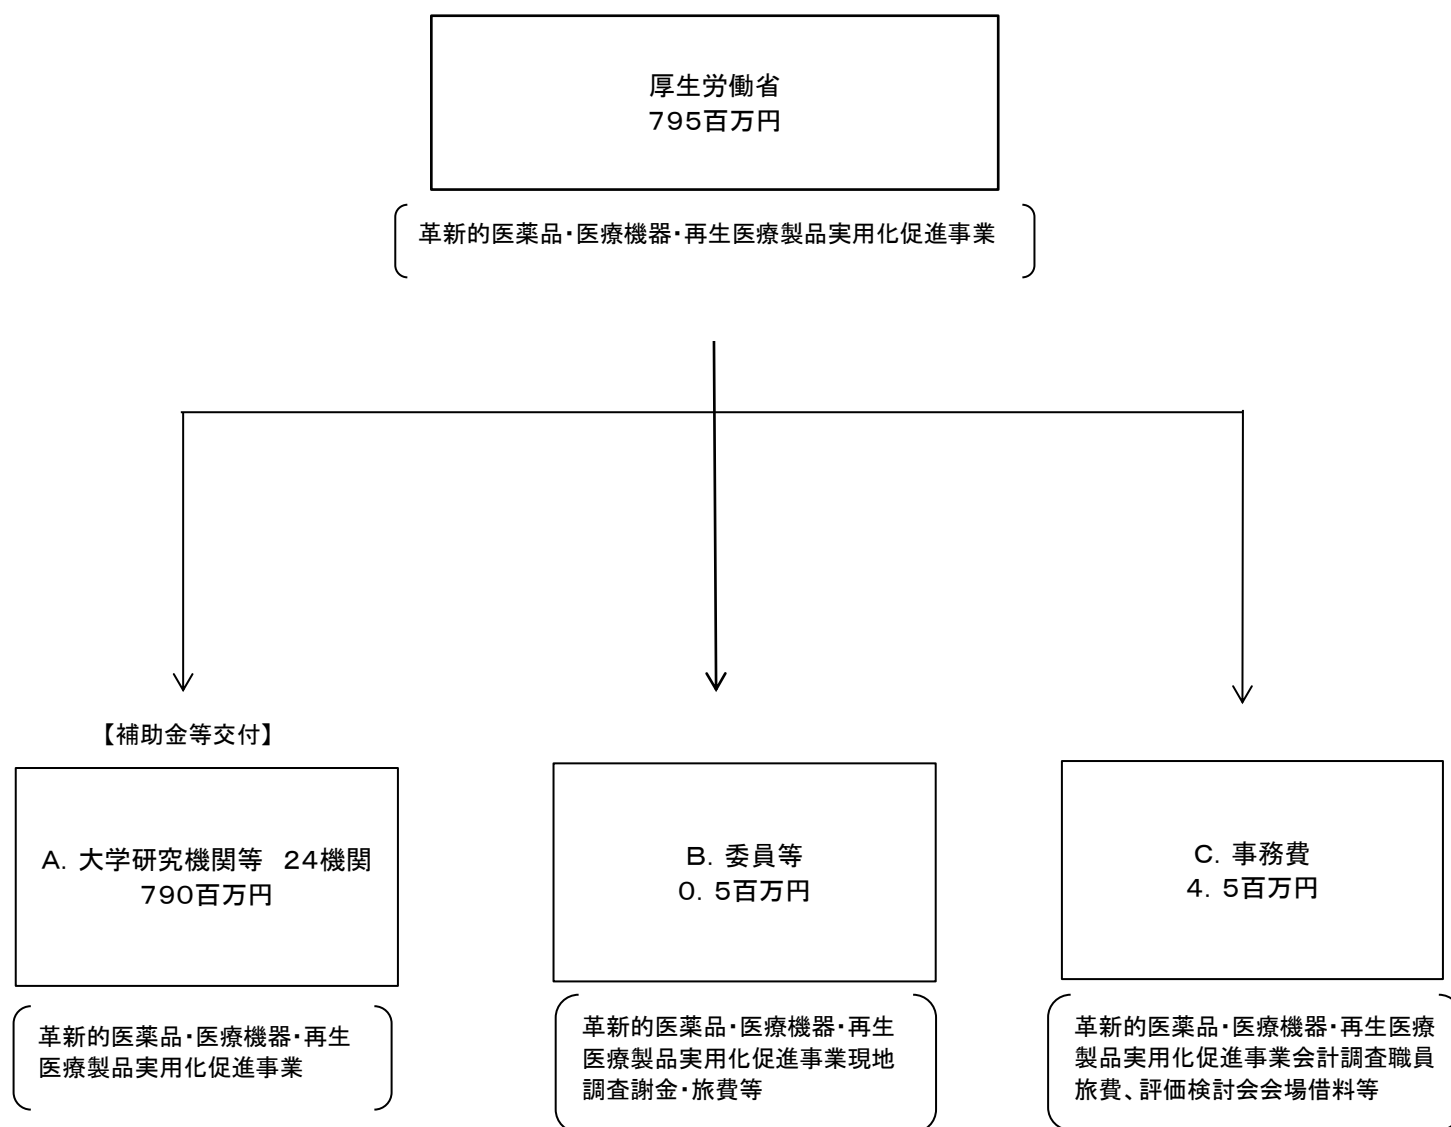 厚生労働省
795百万円
革新的医薬品・医療機器・再生医療製品実用化促進事業
【補助金等交付】
A. 大学研究機関等　24機関
790百万円
革新的医薬品・医療機器・再生
医療製品実用化促進事業
B. 委員等
0. 5百万円
革新的医薬品・医療機器・再生
医療製品実用化促進事業現地
調査謝金・旅費等
C. 事務費
4. 5百万円
革新的医薬品・医療機器・再生医療
製品実用化促進事業会計調査職員
旅費、評価検討会会場借料等